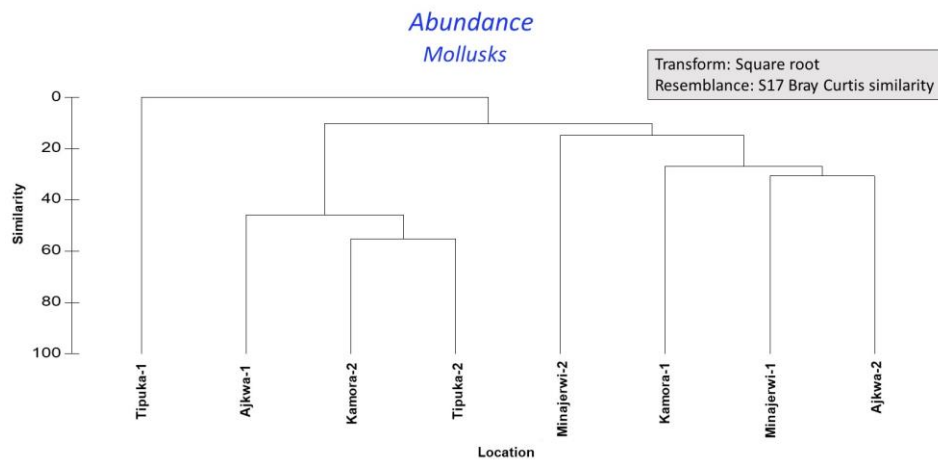 Abundance
Mollusks
Transform: Square root
Resemblance: S17 Bray Curtis similarity
0
20
40
60
80
100
Similarity
Tipuka-1
Ajkwa-1
Kamora-2
Tipuka-2
Minajerwi-2
Kamora-1
Minajerwi-1
Ajkwa-2
Location